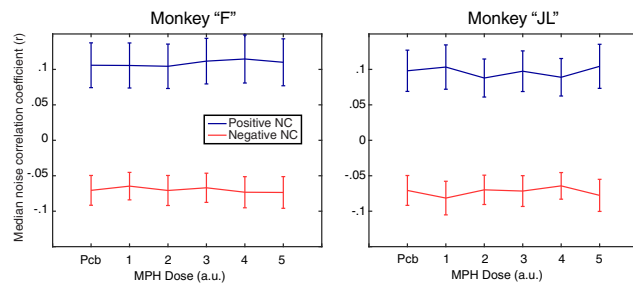 Monkey “F”
Median noise correlation coefficient (r)
.1
.05
0
-.05
-.1
Positive NC
Negative NC
Pcb 1 2 3 4 5
MPH Dose (a.u.)
Monkey “JL”
.1
.05
0
-.05
-.1
Pcb 1 2 3 4 5
MPH Dose (a.u.)